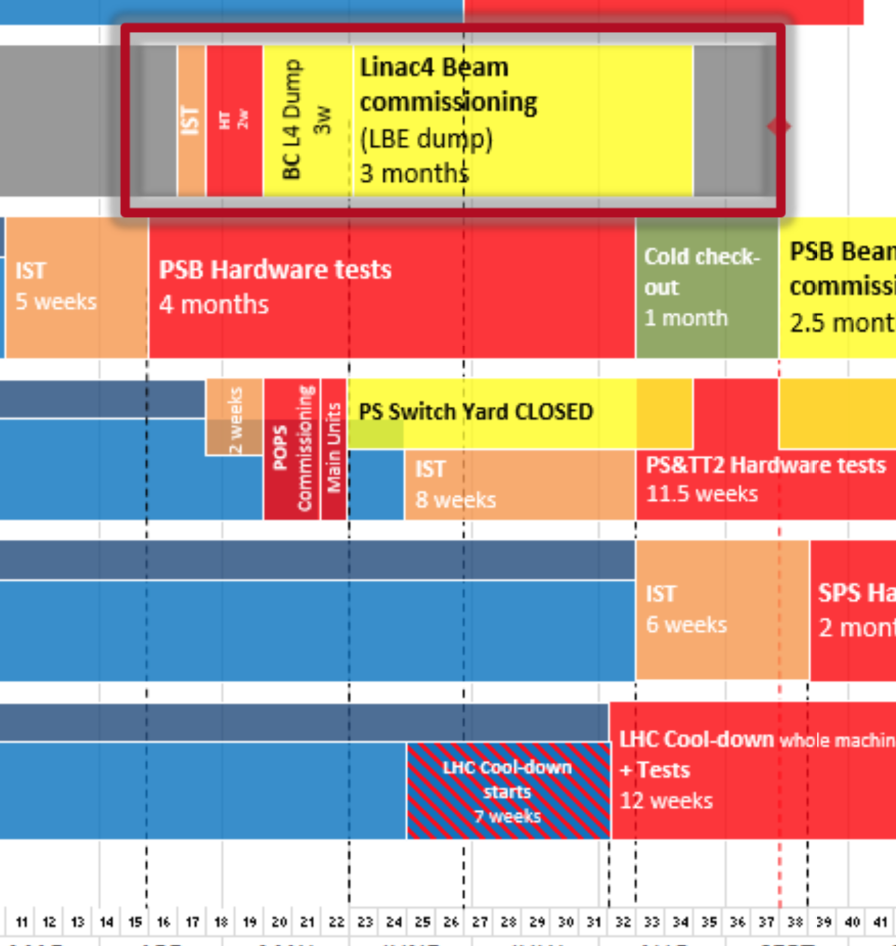 IST
HT
2w
BC L4 Dump
3w
Linac4 Beam
commissioning
(LBE dump)
3 months
IST
5 weeks
PSB Hardware tests
4 months
Cold check-
out
1 month
PSB Bean
commissi
2.5 mont
2 weeks
POPS
Commissioning
Main Units
PS Switch Yard CLOSED
IST
8 weeks
PS&TT2 Hardware tests
11.5 weeks
IST
6 weeks
SPS Ha
2 mont
LHC Cool-down
starts
7 weeks
LHC Cool-down whole machin
+ Tests
12 weeks
11 12 13 14 15 16 17 18 19 20 21 22 23 24 25 26 27 28 29 30 31 32 33 34 35 36 37 38 39 40 41